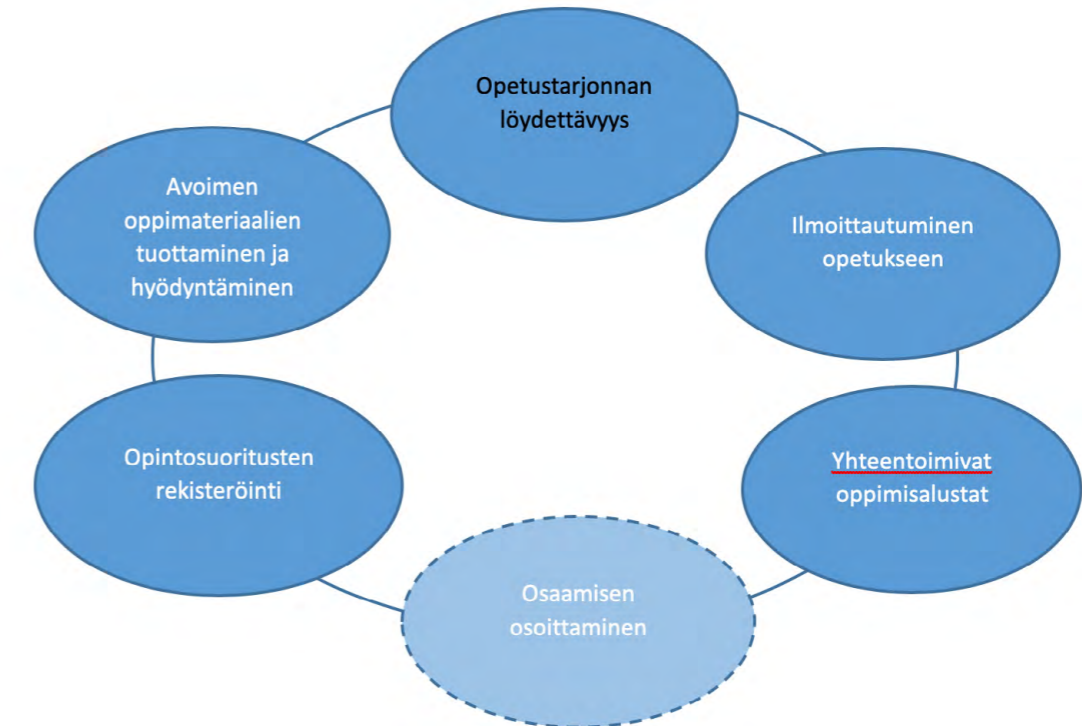 Opetustarjonnan
löydettävyys
Ilmoittautuminen
opetukseen
Yhteentoimivat
oppimisalustat
Osaamisen
osoittaminen
Opintosuoritusten
rekisteröinti
Avoimen
oppimateriaalien
tuottaminen ja
hyödyntäminen